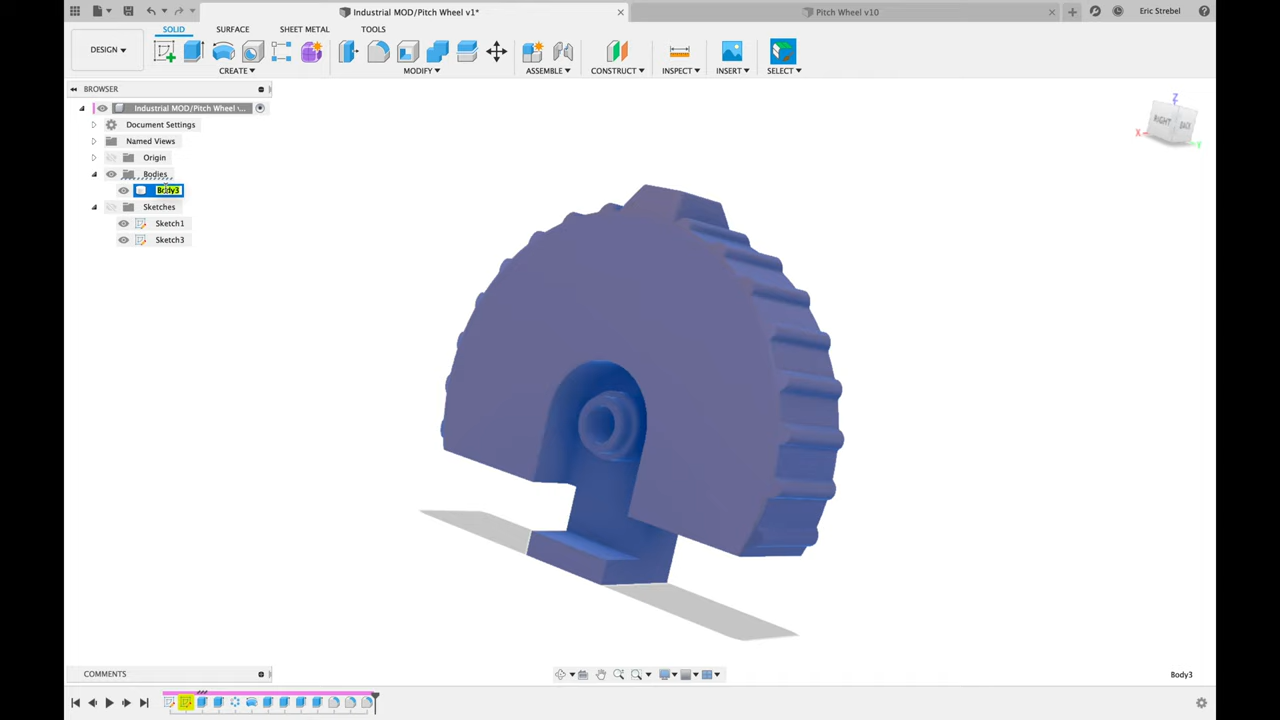 Industrial MOD/Pitch Wheel v1*
Pitch Wheel v10
Eric Strebel
DESIGN
SOLID
SURFACE
SHEET METAL
TOOLS
CREATE
MODIFY
ASSEMBLE
CONSTRUCT
INSPECT
INSERT
SELECT
BROWSER
Industrial MOD/Pitch Wheel ...
Document Settings
Named Views
Origin
Bodies
Body3
Sketches
Sketch1
Sketch3
Z
RIGHT
BACK
X
Y
COMMENTS
Body3